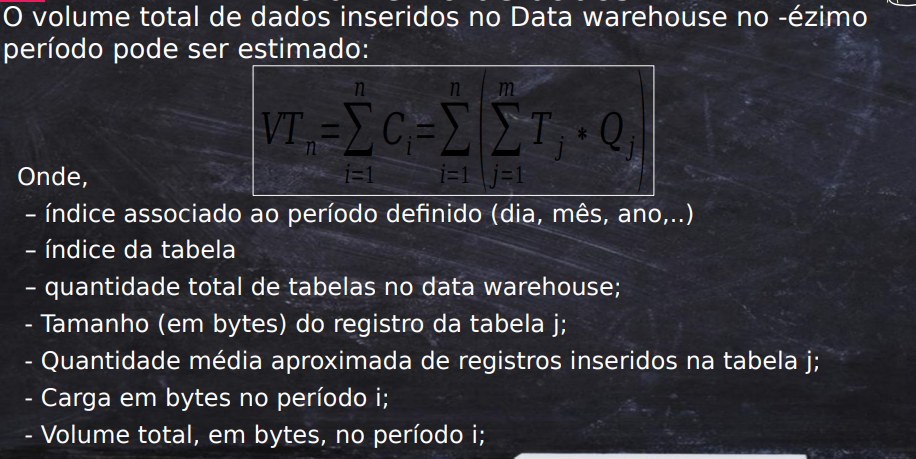 O volume total de dados inseridos no Data warehouse no -ézimo
período pode ser estimado:
VT_n = \sum_{i=1}^{n} C_i = \sum_{i=1}^{n} \left( \sum_{j=1}^{m} T_j * Q_j \right)
Onde,
– índice associado ao período definido (dia, mês, ano,..)
– índice da tabela
– quantidade total de tabelas no data warehouse;
- Tamanho (em bytes) do registro da tabela j;
- Quantidade média aproximada de registros inseridos na tabela j;
- Carga em bytes no período i;
- Volume total, em bytes, no período i;